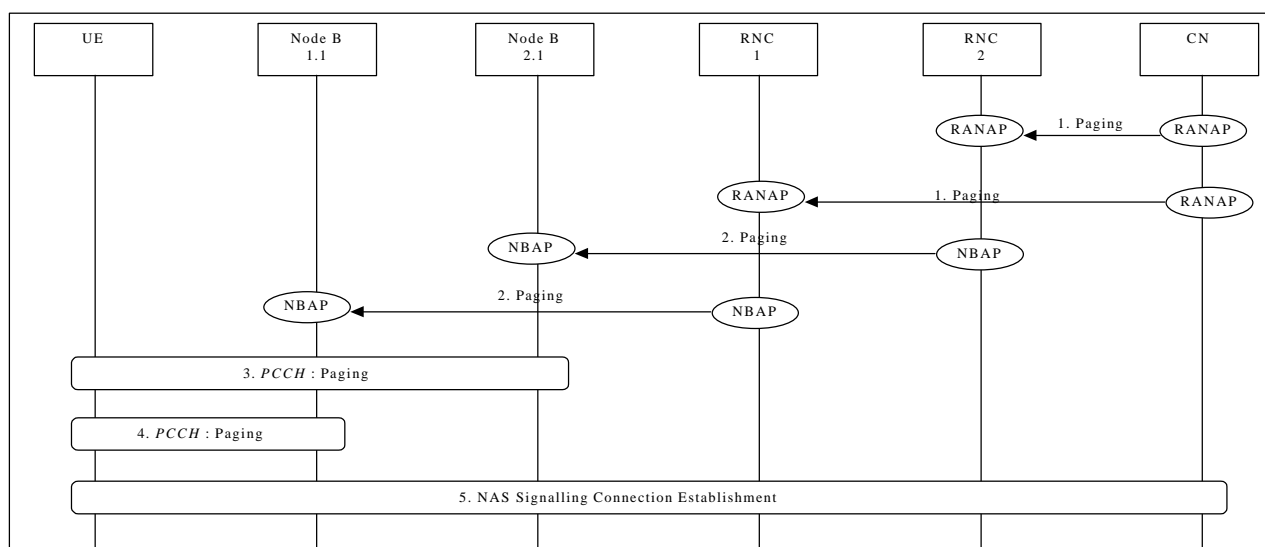 UE
Node B
1.1
Node B
2.1
RNC
1
RNC
2
CN
RANAP
1. Paging
RANAP
RANAP
1. Paging
RANAP
NBAP
2. Paging
NBAP
NBAP
2. Paging
NBAP
3. PCCH : Paging
4. PCCH : Paging
5. NAS Signalling Connection Establishment